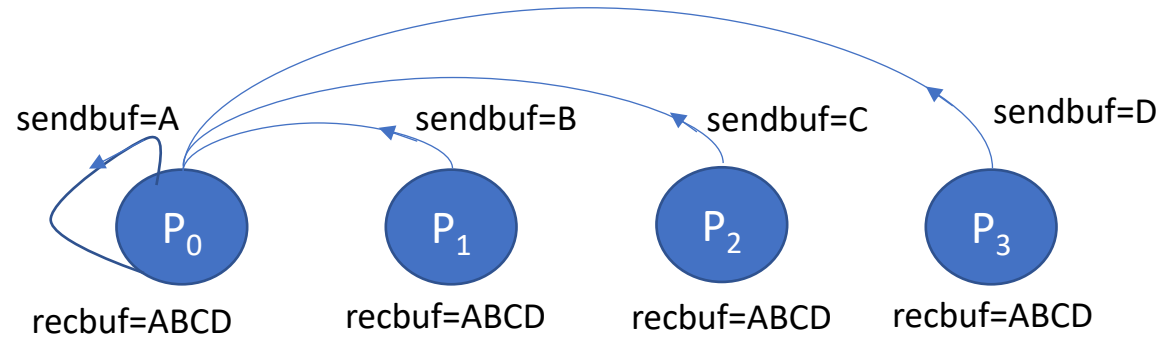 sendbuf=A
sendbuf=B
sendbuf=C
sendbuf=D
P0
P1
P2
P3
recbuf=ABCD
recbuf=ABCD
recbuf=ABCD
recbuf=ABCD